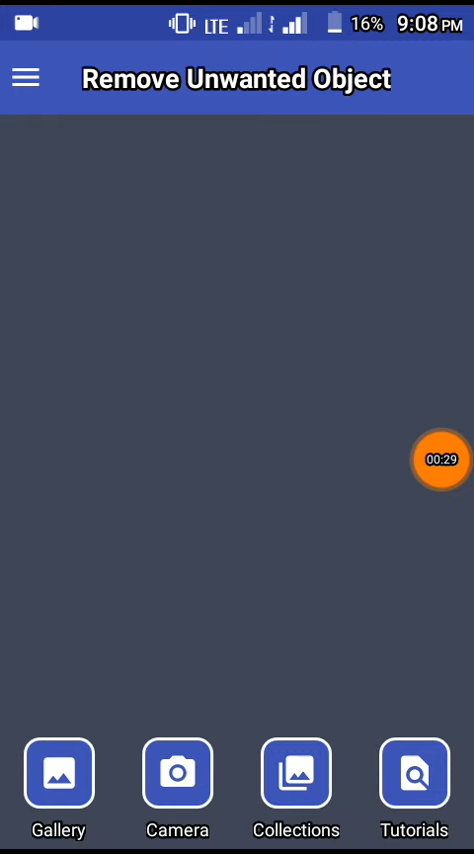 LTE 16% 9:08 PM
Remove Unwanted Object
00:29
Gallery Camera Collections Tutorials